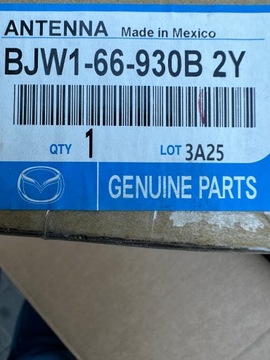 ANTENNA Made in Mexico
BJW1-66-930B 2Y
QTY 1 LOT 3A25
GENUINE PARTS